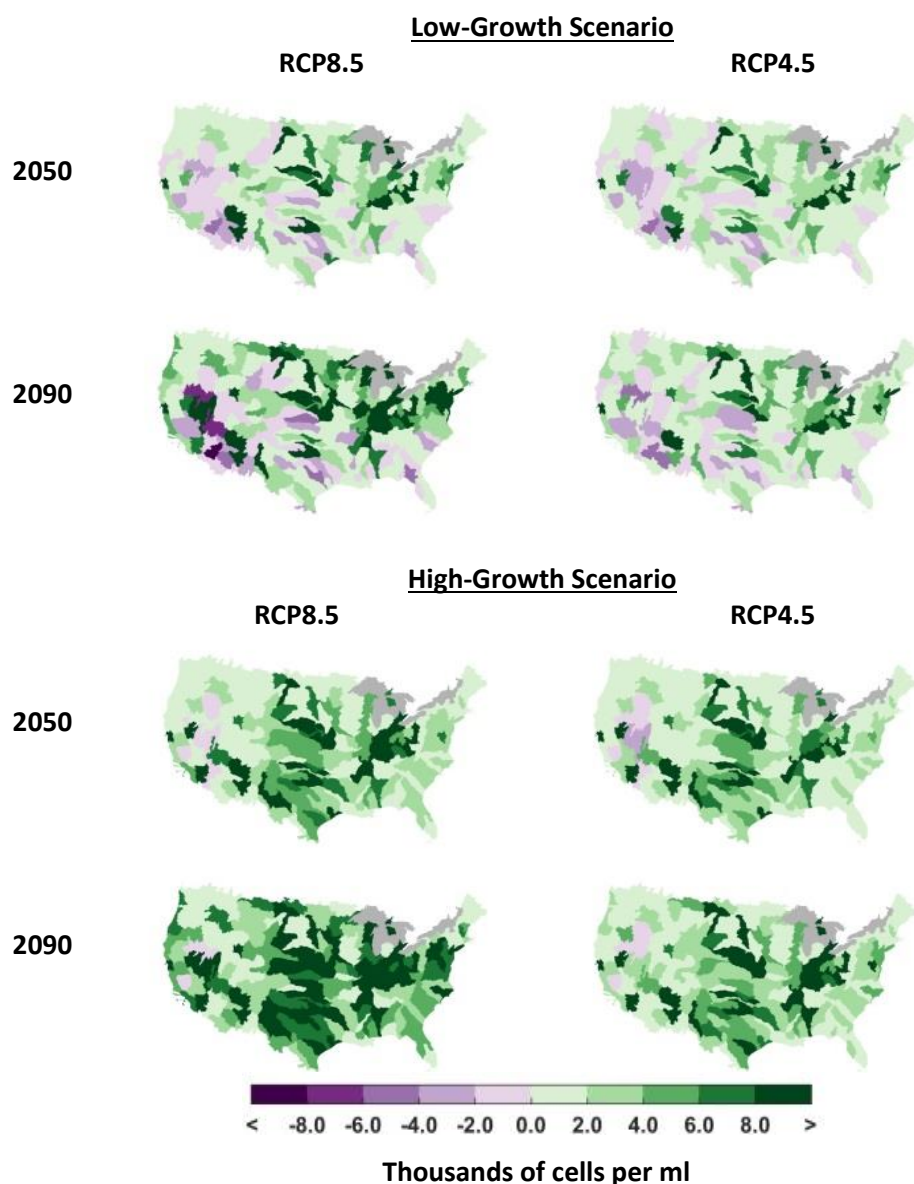 Low-Growth Scenario
RCP8.5 RCP4.5
2050
2090
High-Growth Scenario
RCP8.5 RCP4.5
2050
2090
< -8.0 -6.0 -4.0 -2.0 0.0 2.0 4.0 6.0 8.0 >
Thousands of cells per ml